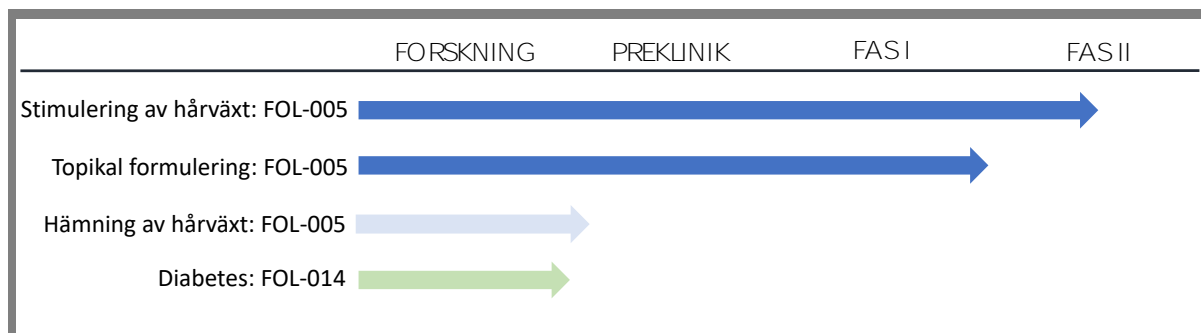 FORSKNING PREKLINIK FAS I FAS II
Stimulering av hårväxt: FOL-005
Topikal formulering: FOL-005
Hämning av hårväxt: FOL-005
Diabetes: FOL-014